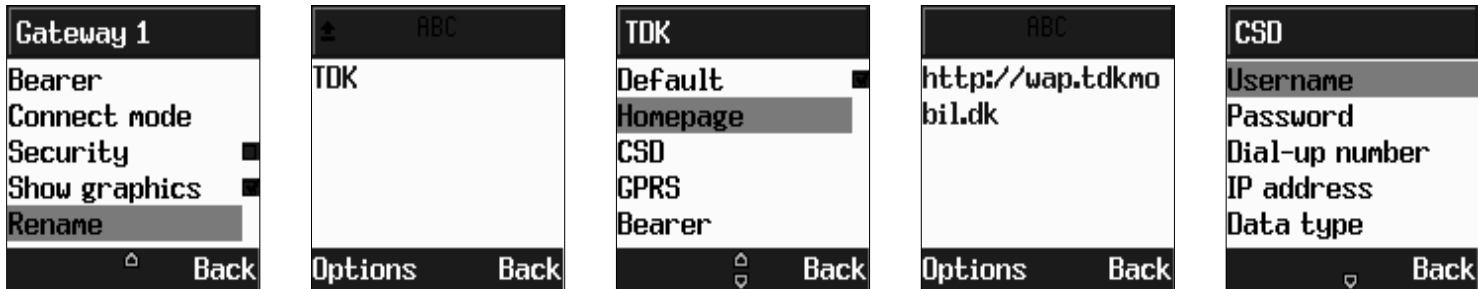 Gateway 1
Bearer
Connect mode
Security
Show graphics
Rename
Back
ABC
TDK
Options Back
TDK
Default
Homepage
CSD
GPRS
Bearer
Back
ABC
http://wap.tdkmo
bil.dk
Options Back
CSD
Username
Password
Dial-up number
IP address
Data type
Back